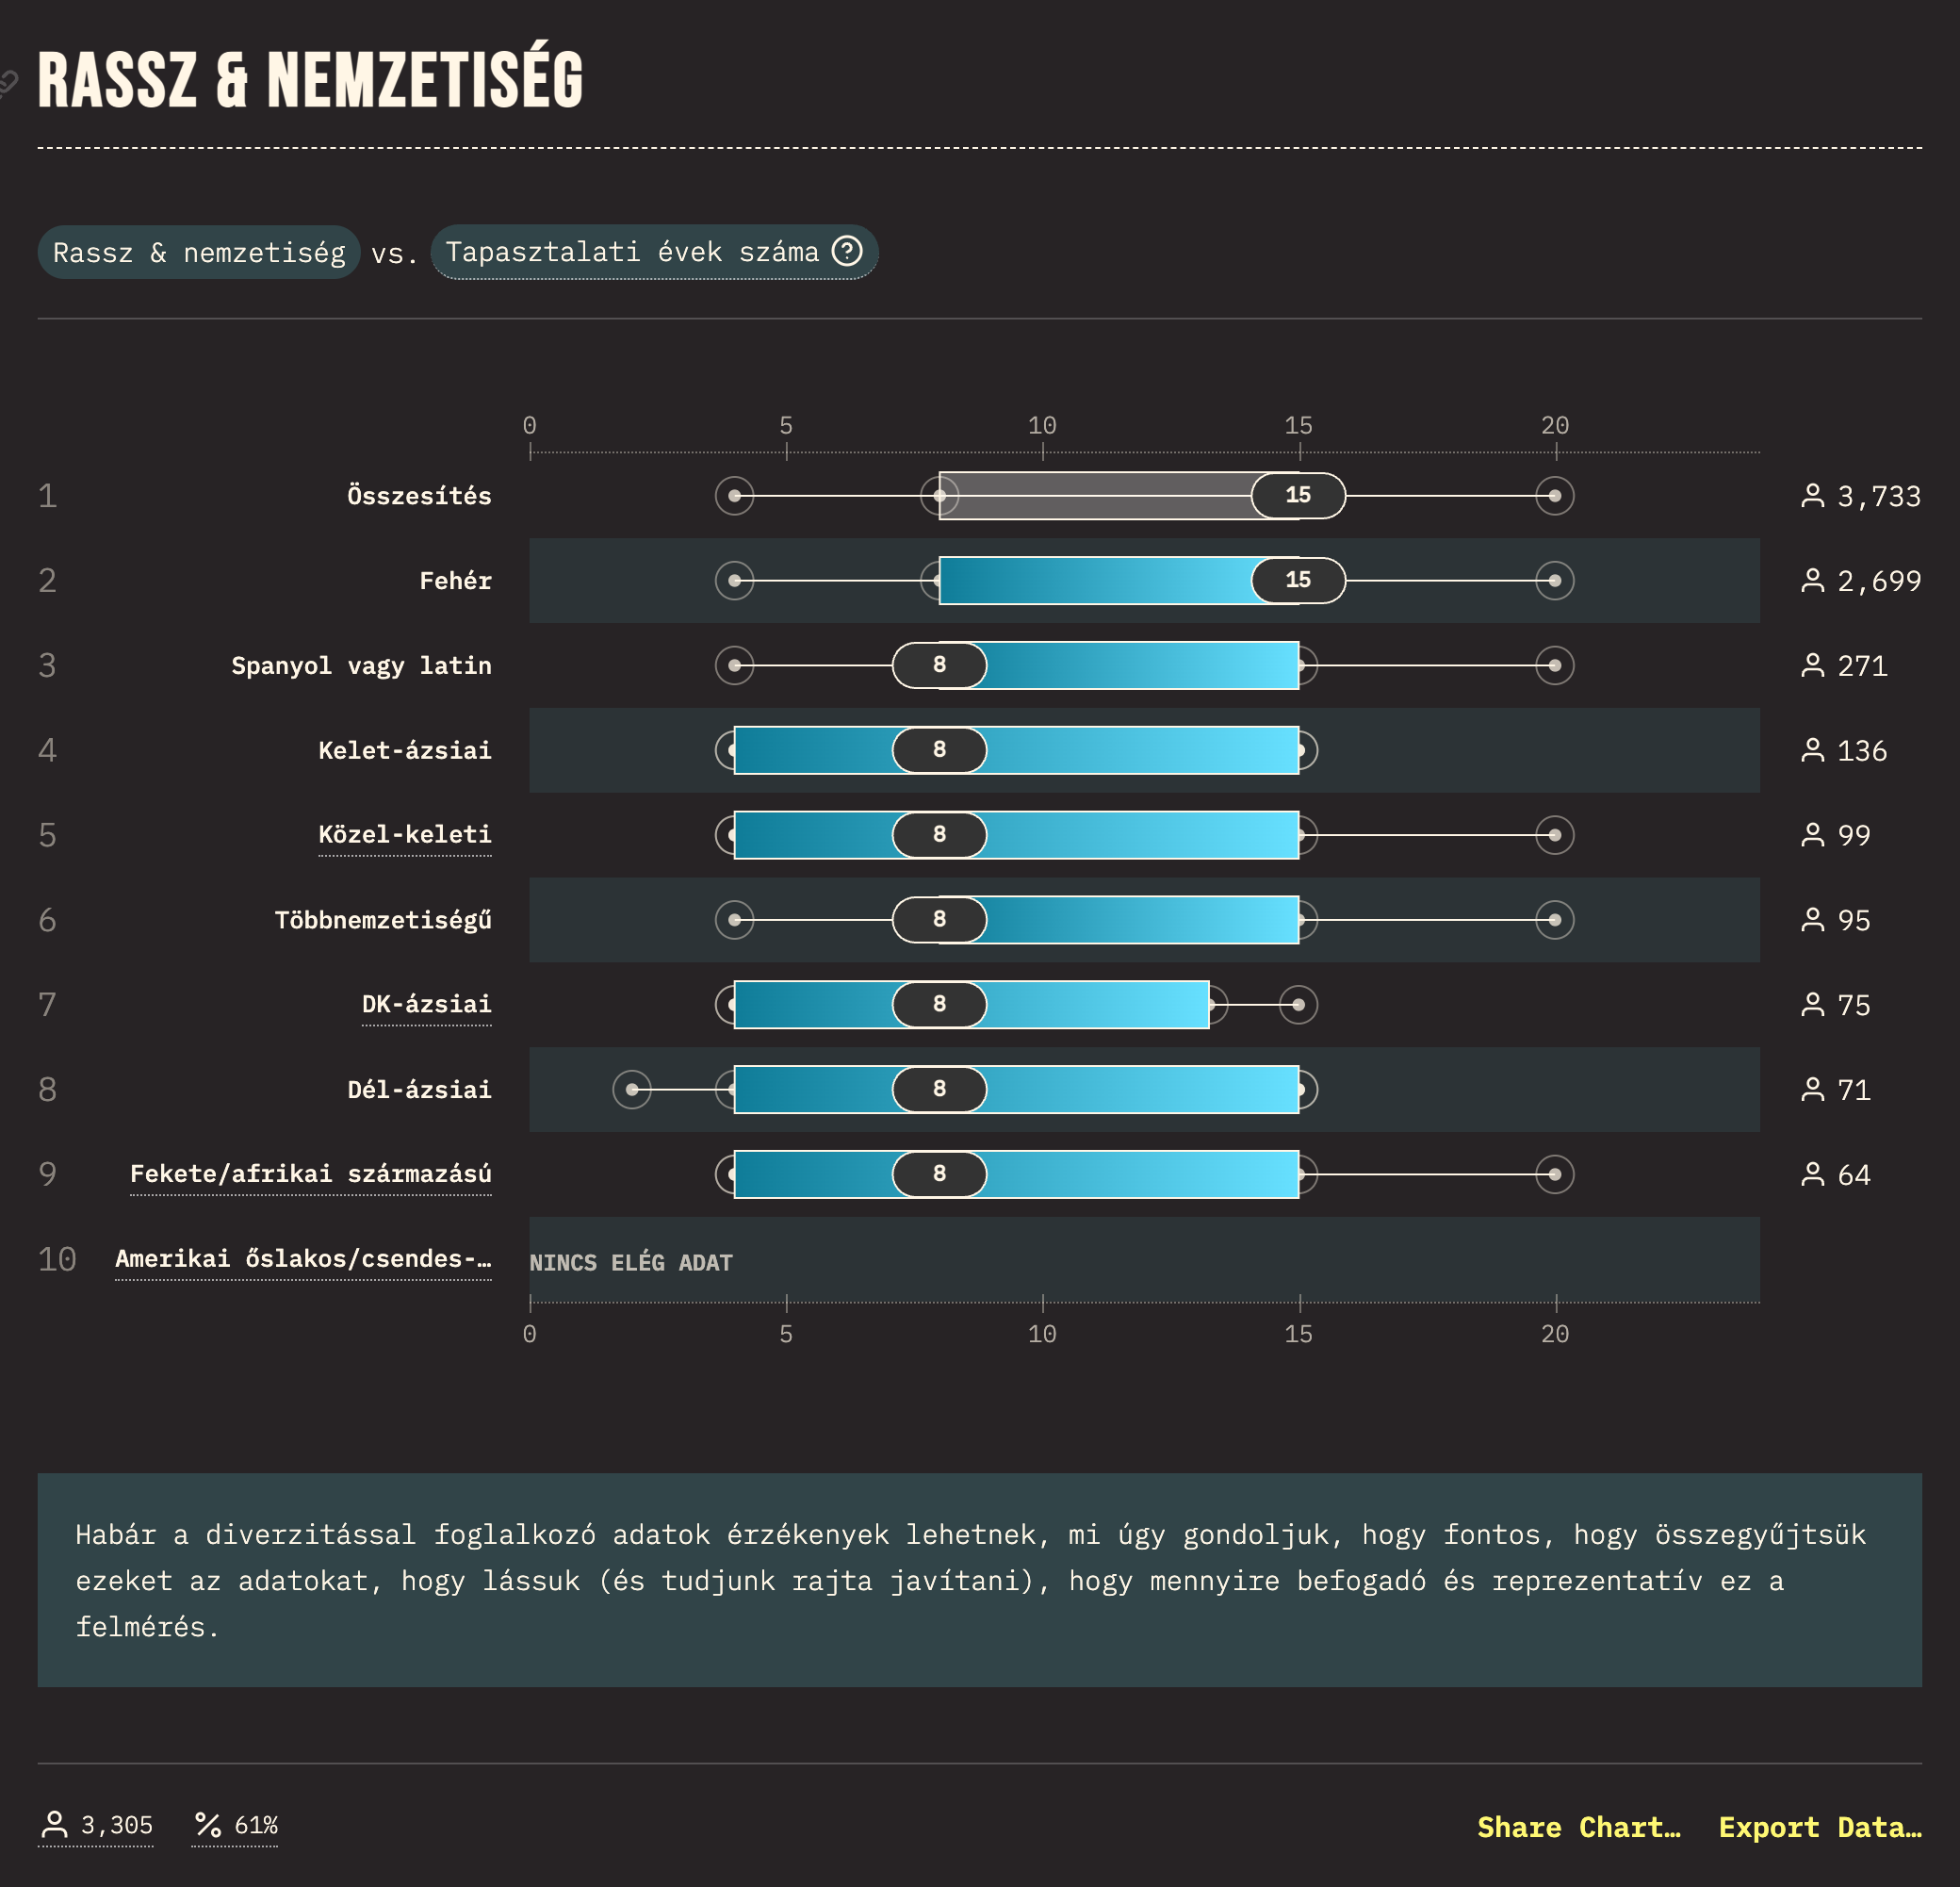 RASSZ & NEMZETISÉG
Rassz & nemzetiség vs. Tapasztalati évek száma ?
0 5 10 15 20
1 Összesítés 15 3,733
2 Fehér 15 2,699
3 Spanyol vagy latin 8 271
4 Kelet-ázsiai 8 136
5 Közel-keleti 8 99
6 Többnemzetiségű 8 95
7 DK-ázsiai 8 75
8 Dél-ázsiai 8 71
9 Fekete/afrikai származású 8 64
10 Amerikai őslakos/csendes-… NINCS ELÉG ADAT
0 5 10 15 20
Habár a diverzitással foglalkozó adatok érzékenyek lehetnek, mi úgy gondoljuk, hogy fontos, hogy összegyűjtsük
ezeket az adatokat, hogy lássuk (és tudjunk rajta javítani), hogy mennyire befogadó és reprezentatív ez a
felmérés.
3,305 % 61% Share Chart… Export Data…